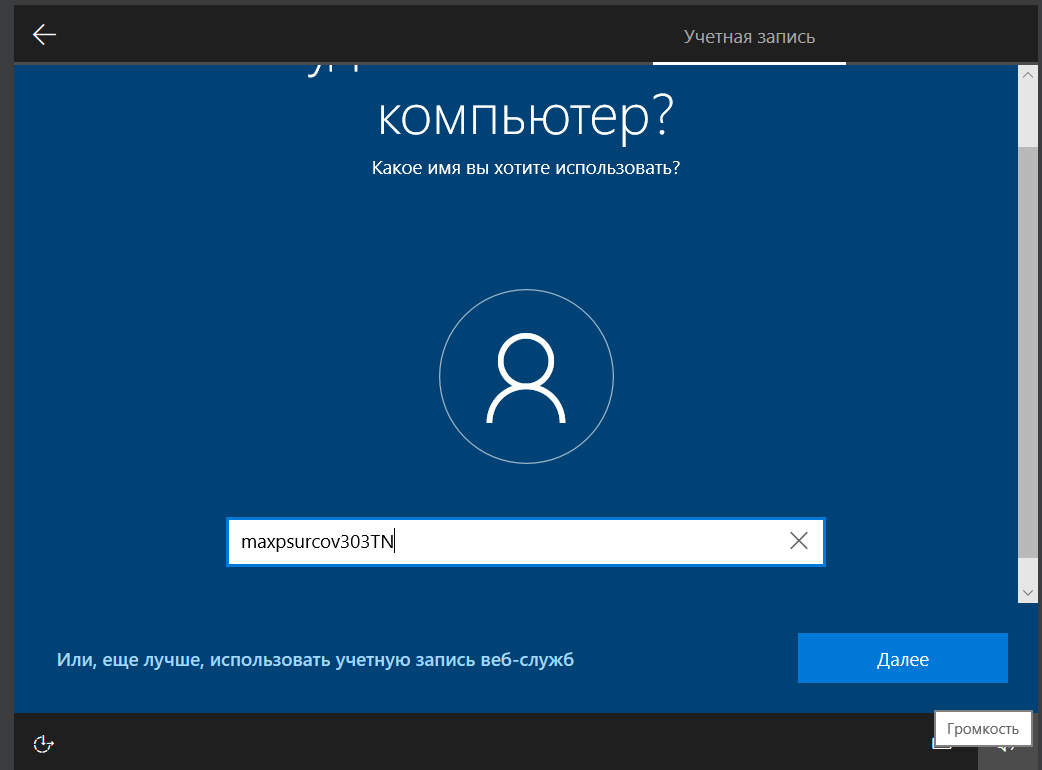 Учетная запись
компьютер?
Какое имя вы хотите использовать?
maxpsurcov303TN
Или, еще лучше, использовать учетную запись веб-служб
Далее
Громкость